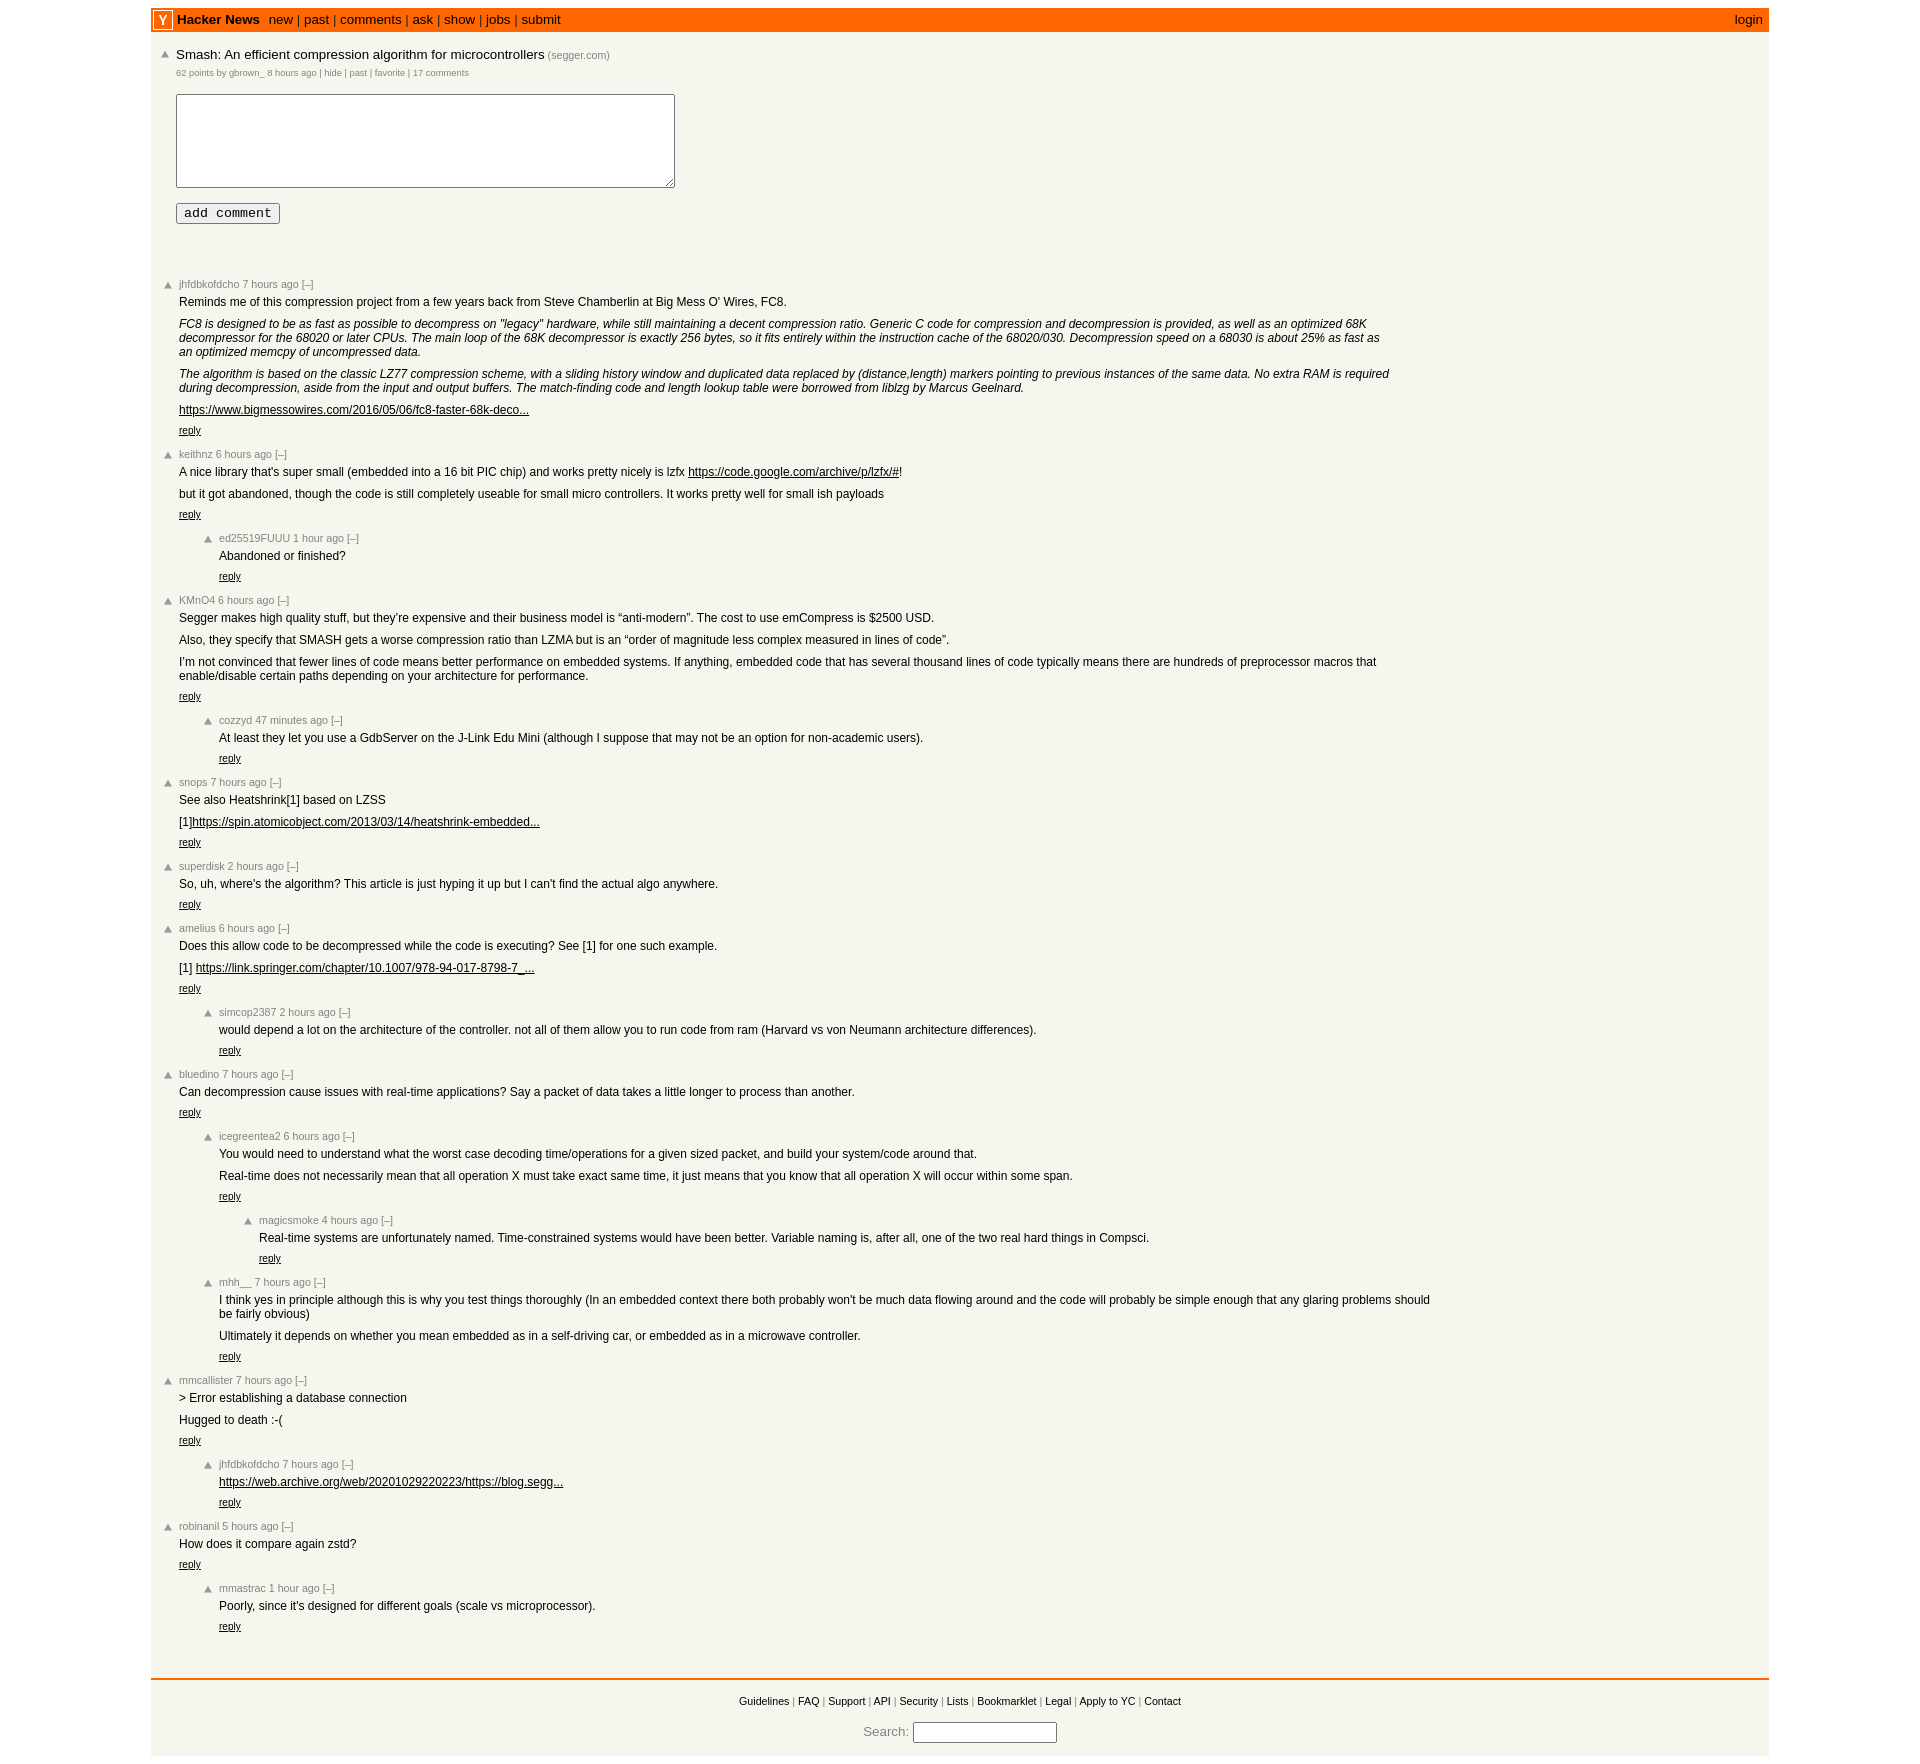 Y Hacker News new | past | comments | ask | show | jobs | submit login
Smash: An efficient compression algorithm for microcontrollers (segger.com)
62 points by gbrown_ 8 hours ago | hide | past | favorite | 17 comments
add comment
jhfdbkofdcho 7 hours ago [–]
Reminds me of this compression project from a few years back from Steve Chamberlin at Big Mess O' Wires, FC8.
FC8 is designed to be as fast as possible to decompress on "legacy" hardware, while still maintaining a decent compression ratio. Generic C code for compression and decompression is provided, as well as an optimized 68K
decompressor for the 68020 or later CPUs. The main loop of the 68K decompressor is exactly 256 bytes, so it fits entirely within the instruction cache of the 68020/030. Decompression speed on a 68030 is about 25% as fast as
an optimized memcpy of uncompressed data.
The algorithm is based on the classic LZ77 compression scheme, with a sliding history window and duplicated data replaced by (distance,length) markers pointing to previous instances of the same data. No extra RAM is required
during decompression, aside from the input and output buffers. The match-finding code and length lookup table were borrowed from liblzg by Marcus Geelnard.
https://www.bigmessowires.com/2016/05/06/fc8-faster-68k-deco...
reply
keithnz 6 hours ago [–]
A nice library that's super small (embedded into a 16 bit PIC chip) and works pretty nicely is lzfx https://code.google.com/archive/p/lzfx/#!
but it got abandoned, though the code is still completely useable for small micro controllers. It works pretty well for small ish payloads
reply
ed25519FUUU 1 hour ago [–]
Abandoned or finished?
reply
KMnO4 6 hours ago [–]
Segger makes high quality stuff, but they’re expensive and their business model is “anti-modern”. The cost to use emCompress is $2500 USD.
Also, they specify that SMASH gets a worse compression ratio than LZMA but is an “order of magnitude less complex measured in lines of code”.
I’m not convinced that fewer lines of code means better performance on embedded systems. If anything, embedded code that has several thousand lines of code typically means there are hundreds of preprocessor macros that
enable/disable certain paths depending on your architecture for performance.
reply
cozzyd 47 minutes ago [–]
At least they let you use a GdbServer on the J-Link Edu Mini (although I suppose that may not be an option for non-academic users).
reply
snops 7 hours ago [–]
See also Heatshrink[1] based on LZSS
[1]https://spin.atomicobject.com/2013/03/14/heatshrink-embedded...
reply
superdisk 2 hours ago [–]
So, uh, where's the algorithm? This article is just hyping it up but I can't find the actual algo anywhere.
reply
amelius 6 hours ago [–]
Does this allow code to be decompressed while the code is executing? See [1] for one such example.
[1] https://link.springer.com/chapter/10.1007/978-94-017-8798-7_...
reply
simcop2387 2 hours ago [–]
would depend a lot on the architecture of the controller. not all of them allow you to run code from ram (Harvard vs von Neumann architecture differences).
reply
bluedino 7 hours ago [–]
Can decompression cause issues with real-time applications? Say a packet of data takes a little longer to process than another.
reply
icegreentea2 6 hours ago [–]
You would need to understand what the worst case decoding time/operations for a given sized packet, and build your system/code around that.
Real-time does not necessarily mean that all operation X must take exact same time, it just means that you know that all operation X will occur within some span.
reply
magicsmoke 4 hours ago [–]
Real-time systems are unfortunately named. Time-constrained systems would have been better. Variable naming is, after all, one of the two real hard things in Compsci.
reply
mhh__ 7 hours ago [–]
I think yes in principle although this is why you test things thoroughly (In an embedded context there both probably won't be much data flowing around and the code will probably be simple enough that any glaring problems should
be fairly obvious)
Ultimately it depends on whether you mean embedded as in a self-driving car, or embedded as in a microwave controller.
reply
mmcallister 7 hours ago [–]
> Error establishing a database connection
Hugged to death :-(
reply
jhfdbkofdcho 7 hours ago [–]
https://web.archive.org/web/20201029220223/https://blog.segg...
reply
robinanil 5 hours ago [–]
How does it compare again zstd?
reply
mmastrac 1 hour ago [–]
Poorly, since it's designed for different goals (scale vs microprocessor).
reply
Guidelines | FAQ | Support | API | Security | Lists | Bookmarklet | Legal | Apply to YC | Contact
Search: